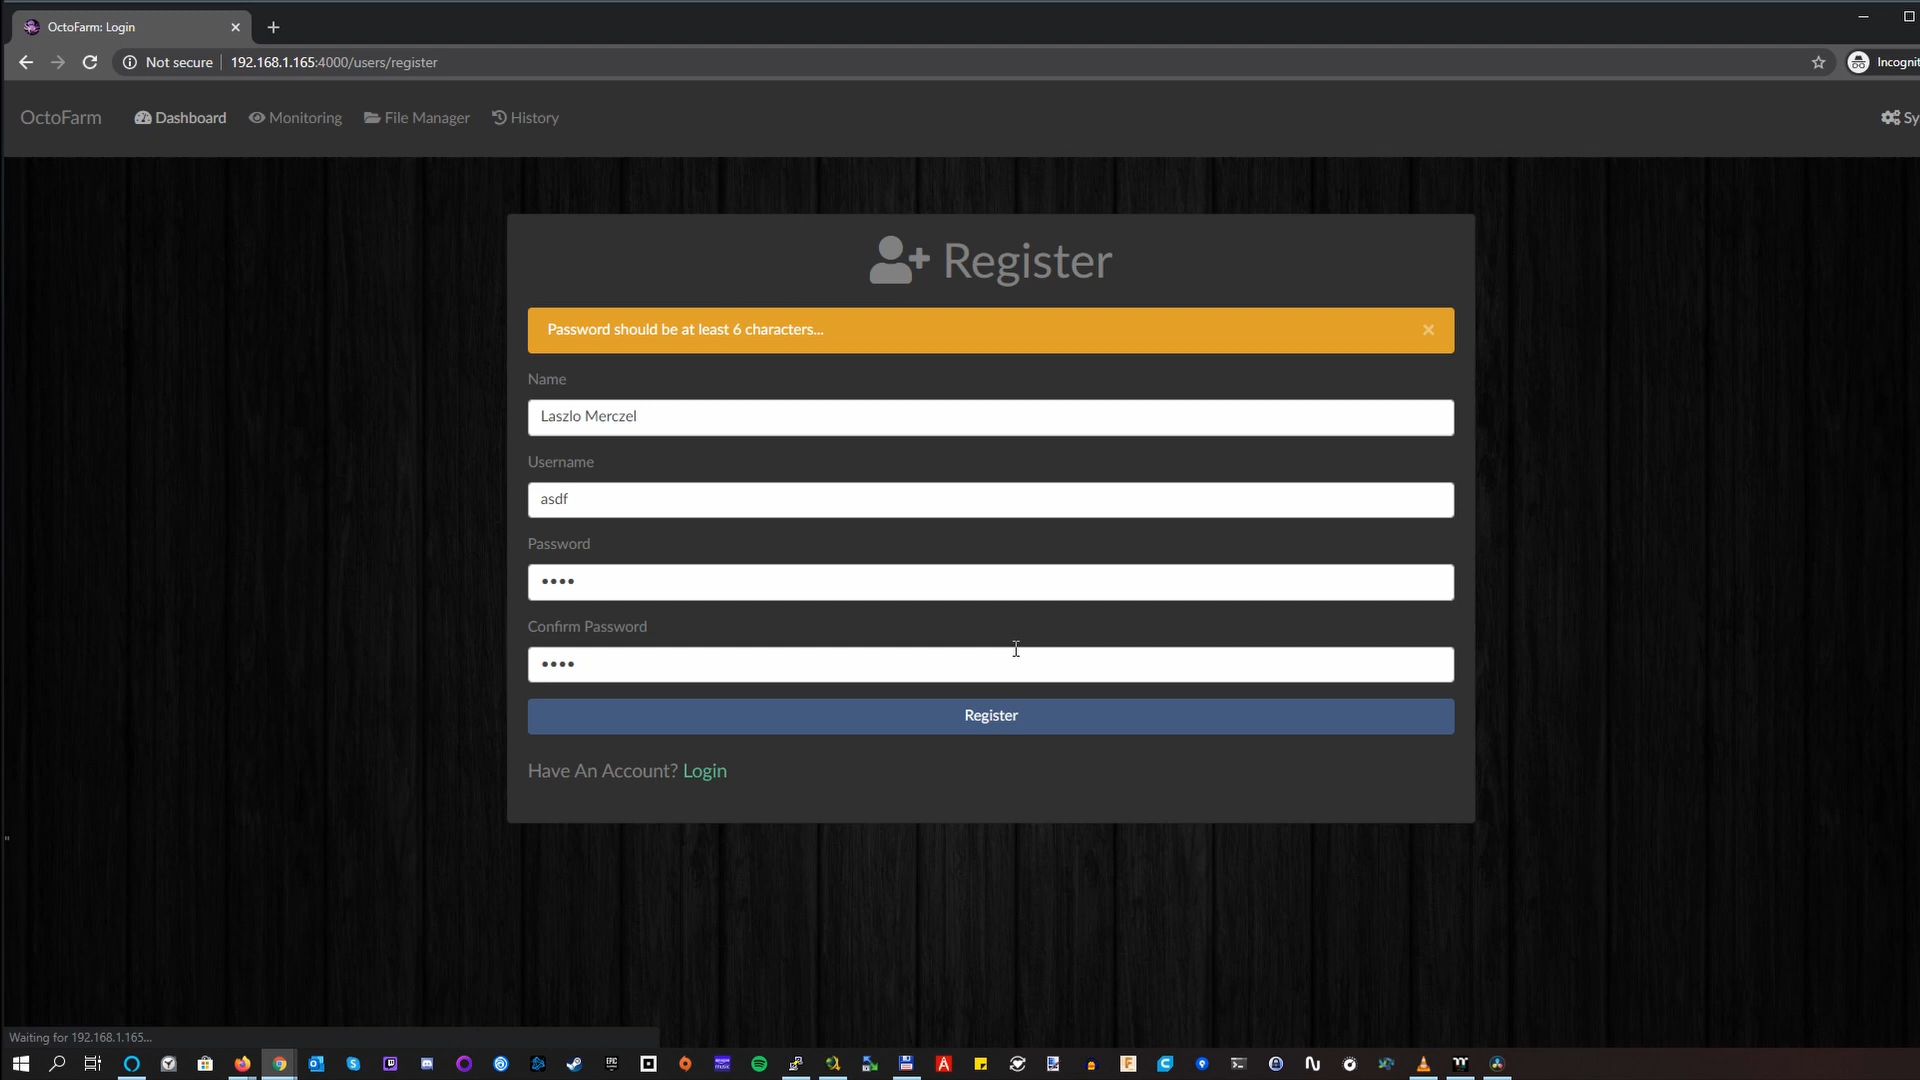 OctoFarm: Login
Not secure 192.168.1.165:4000/users/register
Incognit
OctoFarm Dashboard Monitoring File Manager History Sy
Register
Password should be at least 6 characters... ×
Name
Laszlo Merczel
Username
asdf
Password
••••
Confirm Password
••••
Register
Have An Account? Login
"
Waiting for 192.168.1.165...